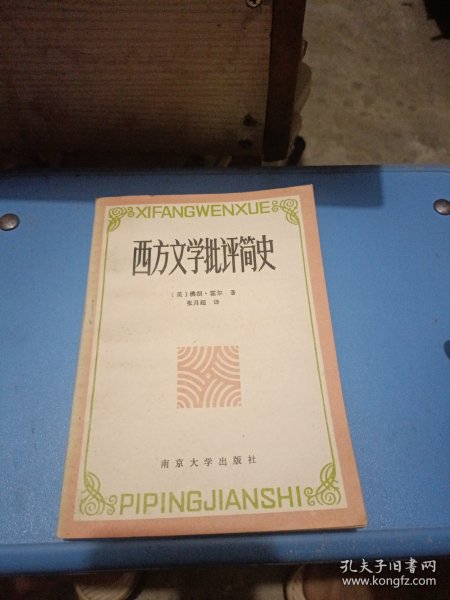 XIFANGWENXUE
西方文学批评简史
（美）佛朗·霍尔 著
张月超 译
南京大学出版社
PIPINGJIANSHI
孔夫子旧书网
www.kongfz.com